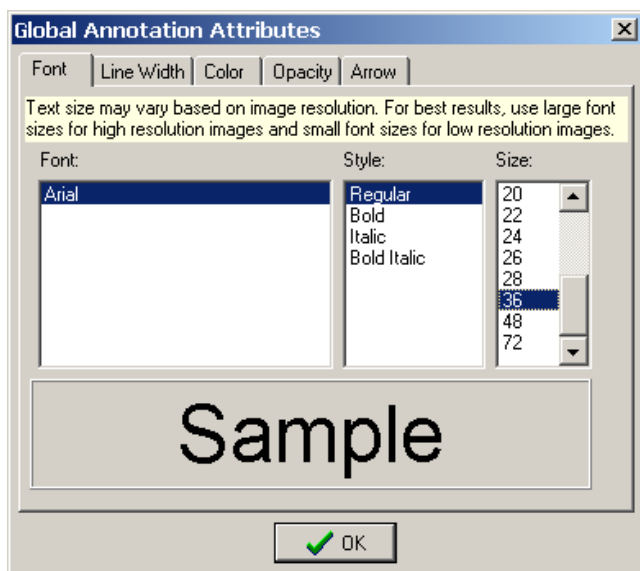 Global Annotation Attributes
Font Line Width Color Opacity Arrow
Text size may vary based on image resolution. For best results, use large font
sizes for high resolution images and small font sizes for low resolution images.
Font: Style: Size:
Arial Regular 20
Bold 22
Italic 24
Bold Italic 26
28
36
48
72
Sample
OK